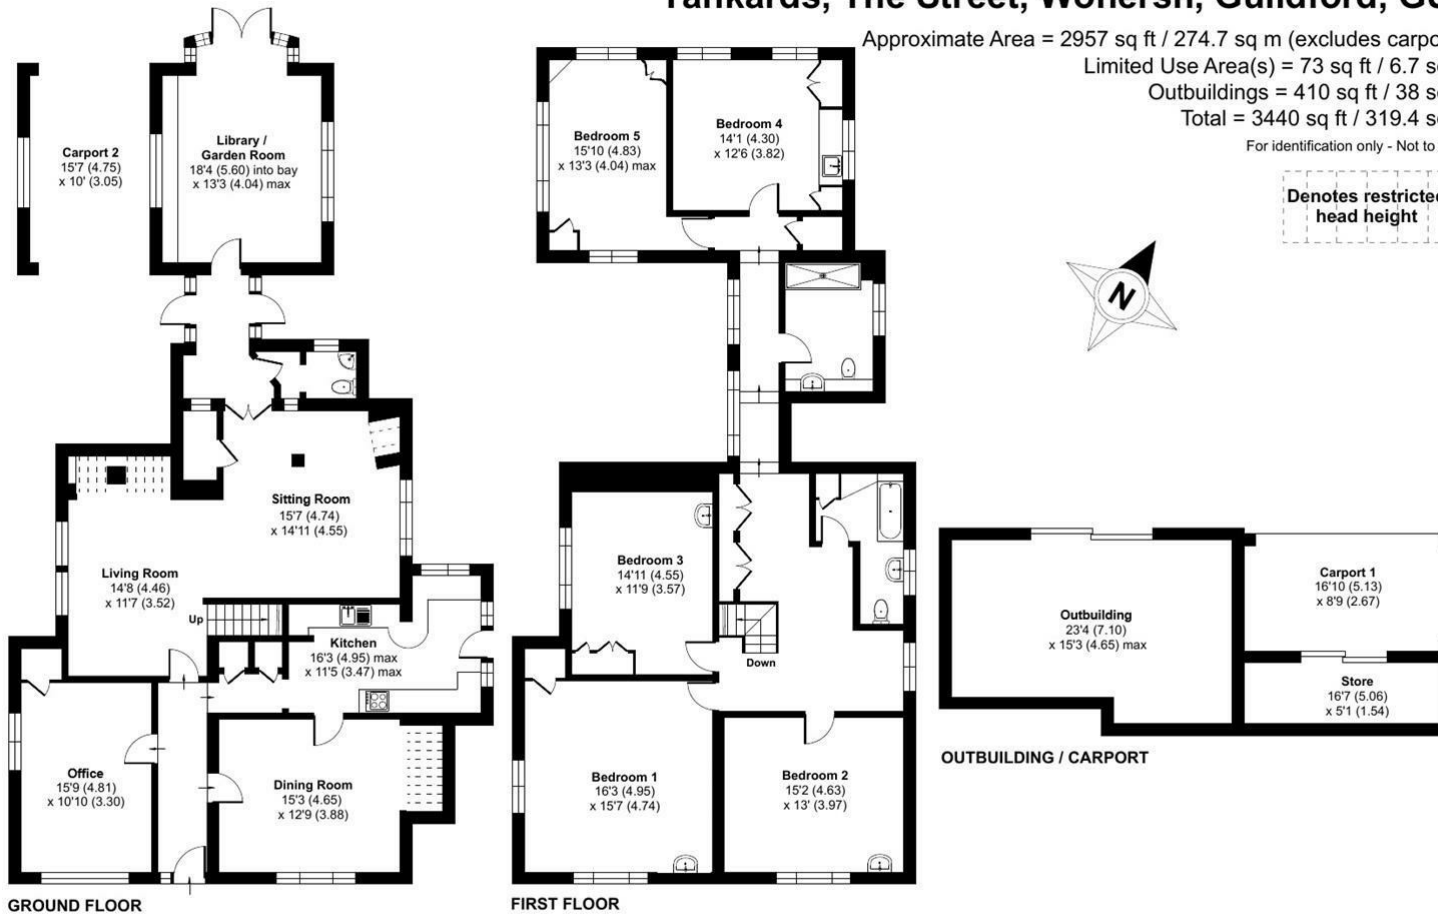 Tankards, The Street, Wonersh, Guildford,
Approximate Area = 2957 sq ft / 274.7 sq m (excludes
Limited Use Area(s) = 73 sq ft / 6.7
Outbuildings = 410 sq ft / 38
Total = 3440 sq ft / 319.4
For identification only - Not to
Denotes restricted
head height
N
Carport 2
15'7 (4.75)
x 10' (3.05)
Library /
Garden Room
18'4 (5.60) into bay
x 13'3 (4.04) max
Sitting Room
15'7 (4.74)
x 14'11 (4.55)
Living Room
14'8 (4.46)
x 11'7 (3.52)
Up
Kitchen
16'3 (4.95) max
x 11'5 (3.47) max
Office
15'9 (4.81)
x 10'10 (3.30)
Dining Room
15'3 (4.65)
x 12'9 (3.88)
GROUND FLOOR
Bedroom 5
15'10 (4.83)
x 13'3 (4.04) max
Bedroom 4
14'1 (4.30)
x 12'6 (3.82)
Bedroom 3
14'11 (4.55)
x 11'9 (3.57)
Down
Bedroom 1
16'3 (4.95)
x 15'7 (4.74)
Bedroom 2
15'2 (4.63)
x 13' (3.97)
FIRST FLOOR
Outbuilding
23'4 (7.10)
x 15'3 (4.65) max
Carport 1
16'10 (5.13)
x 8'9 (2.67)
Store
16'7 (5.06)
x 5'1 (1.54)
OUTBUILDING / CARPORT